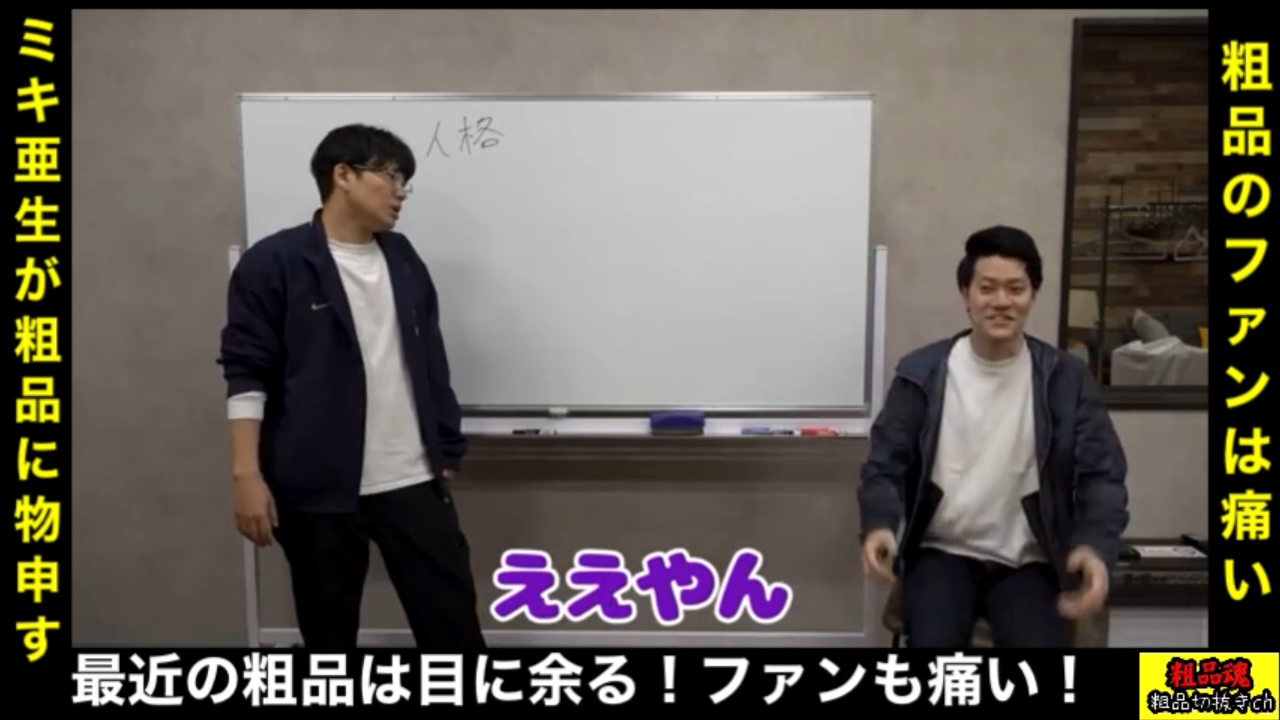 ミキ亜生が粗品に物申す
粗品のファンは痛い
人格
ええやん
最近の粗品は目に余る！ファンも痛い！
粗品魂
粗品切抜きch